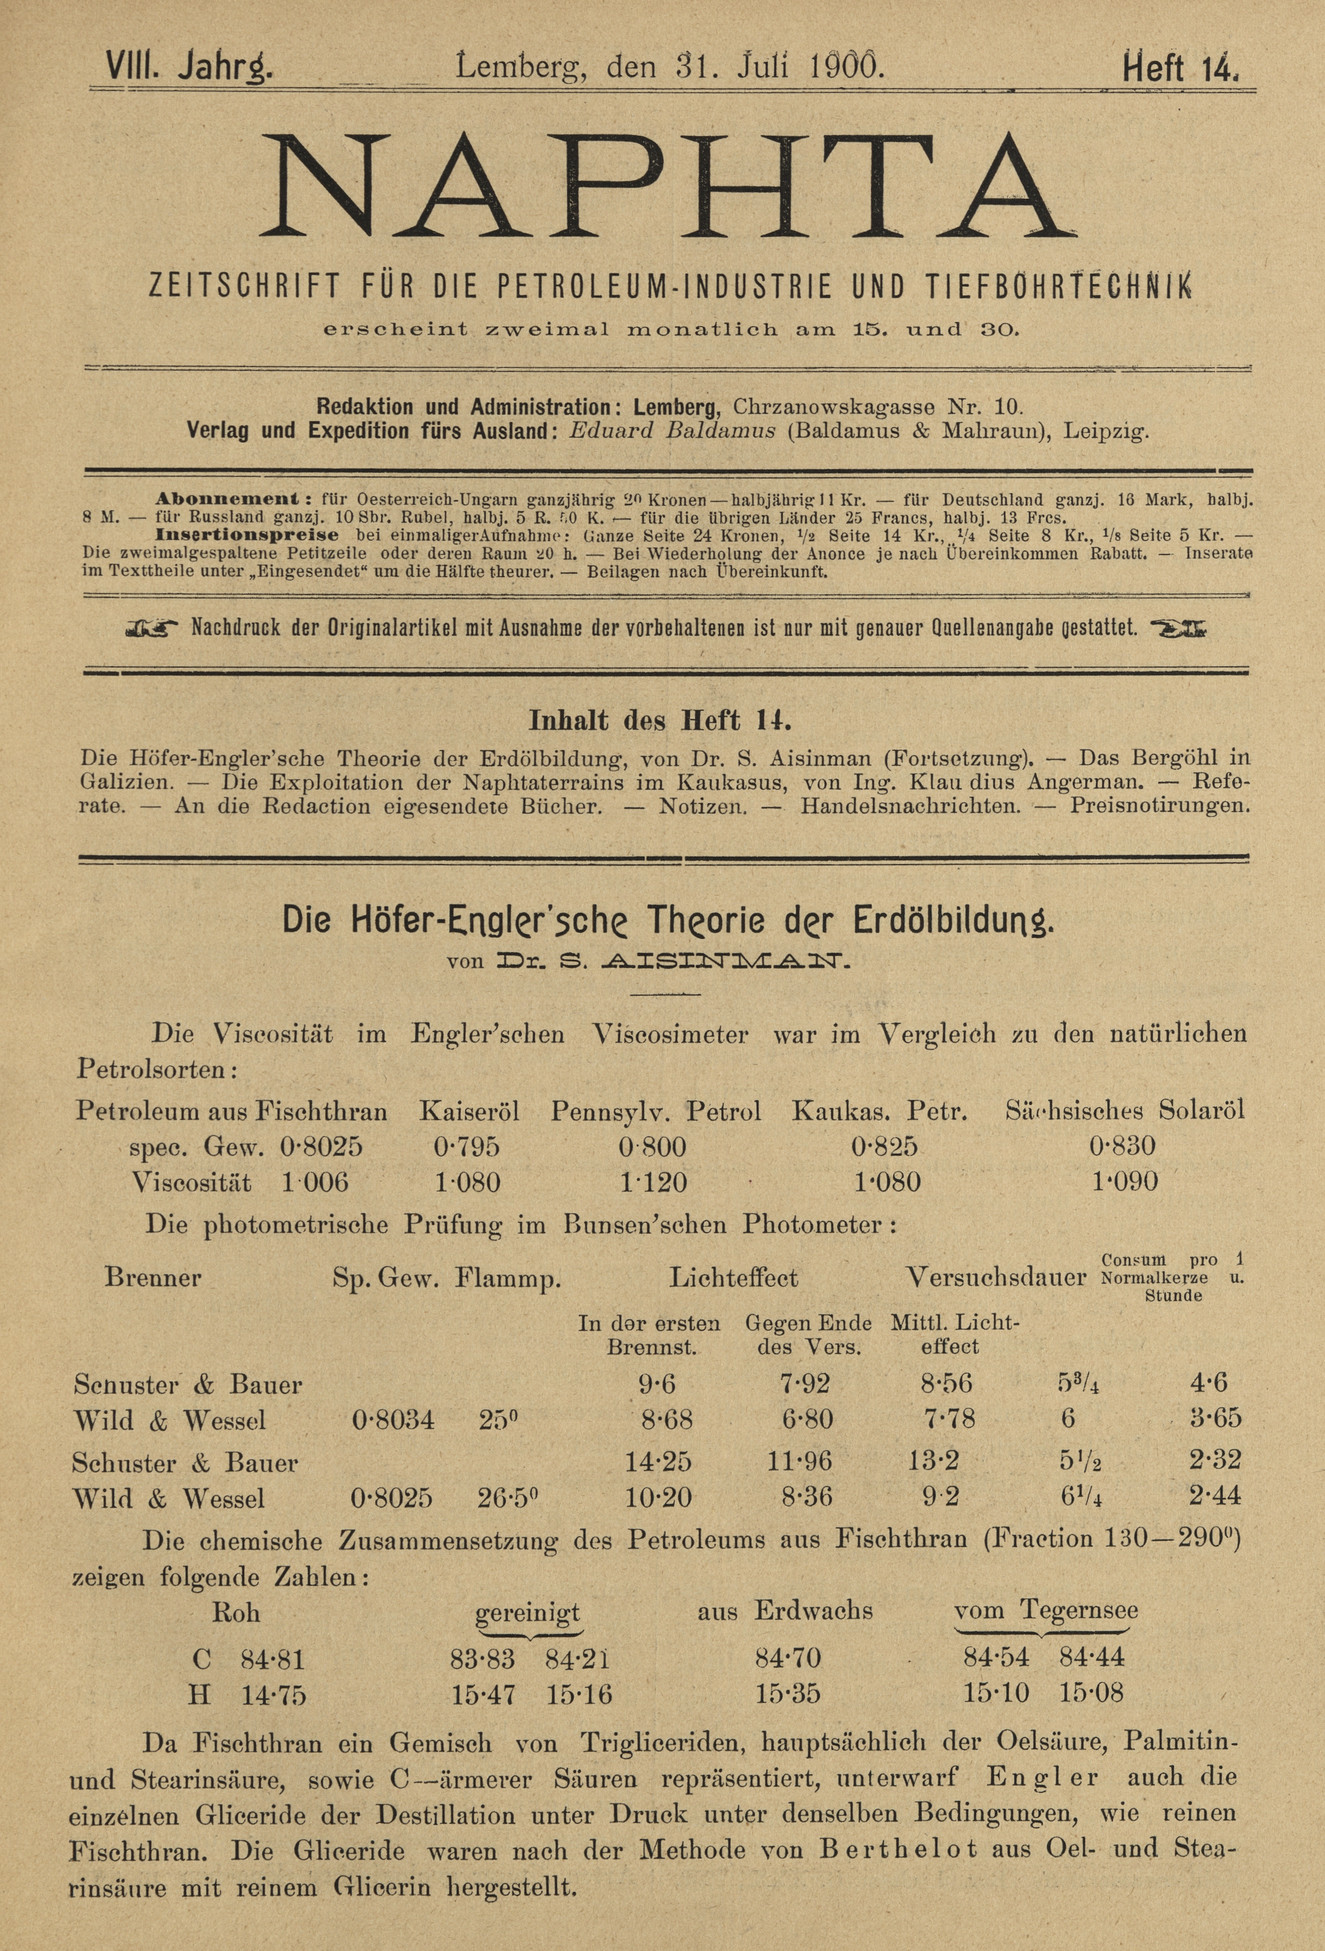 VIII. Jahrg. Lemberg, den 31. Juli 1900. Heft 14.
NAPHTA
ZEITSCHRIFT FÜR DIE PETROLEUM-INDUSTRIE UND TIEFBOHRTECHNIK
erscheint zweimal monatlich am 15. und 30.
Redaktion und Administration: Lemberg, Chrzanowskagasse Nr. 10.
Verlag und Expedition fürs Ausland: Eduard Baldamus (Baldamus & Mahraun), Leipzig.
Abonnement: für Oesterreich-Ungarn ganzjährig 20 Kronen — halbjährig 11 Kr. — für Deutschland ganzj. 16 Mark, halbj.
8 M. — für Russland ganzj. 10 Sbr. Rubel, halbj. 5 R. 50 K. — für die übrigen Länder 25 Francs, halbj. 13 Frcs.
Insertionspreise bei einmaliger Aufnahme: Ganze Seite 24 Kronen, 1/2 Seite 14 Kr., 1/4 Seite 8 Kr., 1/8 Seite 5 Kr. —
Die zweimalgespaltene Petitzeile oder deren Raum 20 h. — Bei Wiederholung der Anonce je nach Übereinkommen Rabatt. — Inserate
im Texttheile unter „Eingesendet“ um die Hälfte theurer. — Beilagen nach Übereinkunft.
Nachdruck der Originalartikel mit Ausnahme der vorbehaltenen ist nur mit genauer Quellenangabe gestattet.
Inhalt des Heft 14.
Die Höfer-Engler'sche Theorie der Erdölbildung, von Dr. S. Aisinman (Fortsetzung). — Das Bergöhl in
Galizien. — Die Exploitation der Naphtaterrains im Kaukasus, von Ing. Klau dius Angerman. — Refe-
rate. — An die Redaction eigesendete Bücher. — Notizen. — Handelsnachrichten. — Preisnotirungen.
Die Höfer-Engler'sche Theorie der Erdölbildung.
von Dr. S. AISINMAN.
Die Viscosität im Engler'schen Viscosimeter war im Vergleich zu den natürlichen
Petrolsorten:
Petroleum aus Fischthran Kaiseröl Pennsylv. Petrol Kaukas. Petr. Sächsisches Solaröl
spec. Gew. 0·8025 0·795 0·800 0·825 0·830
Viscosität 1·006 1·080 1·120 1·080 1·090
Die photometrische Prüfung im Bunsen'schen Photometer:
Brenner Sp. Gew. Flammp. Lichteffect Versuchsdauer Consum pro 1
Normalkerze u.
Stunde
In der ersten Gegen Ende Mittl. Licht-
Brennst. des Vers. effect
Schuster & Bauer 9·6 7·92 8·56 5 3/4 4·6
Wild & Wessel 0·8034 25⁰ 8·68 6·80 7·78 6 3·65
Schuster & Bauer 14·25 11·96 13·2 5 1/2 2·32
Wild & Wessel 0·8025 26·5⁰ 10·20 8·36 9·2 6 1/4 2·44
Die chemische Zusammensetzung des Petroleums aus Fischthran (Fraction 130—290⁰)
zeigen folgende Zahlen:
Roh gereinigt aus Erdwachs vom Tegernsee
C 84·81 83·83 84·21 84·70 84·54 84·44
H 14·75 15·47 15·16 15·35 15·10 15·08
Da Fischthran ein Gemisch von Trigliceriden, hauptsächlich der Oelsäure, Palmitin-
und Stearinsäure, sowie C—ärmerer Säuren repräsentiert, unterwarf Engler auch die
einzelnen Gliceride der Destillation unter Druck unter denselben Bedingungen, wie reinen
Fischthran. Die Gliceride waren nach der Methode von Berthelot aus Oel- und Stea-
rinsäure mit reinem Glicerin hergestellt.